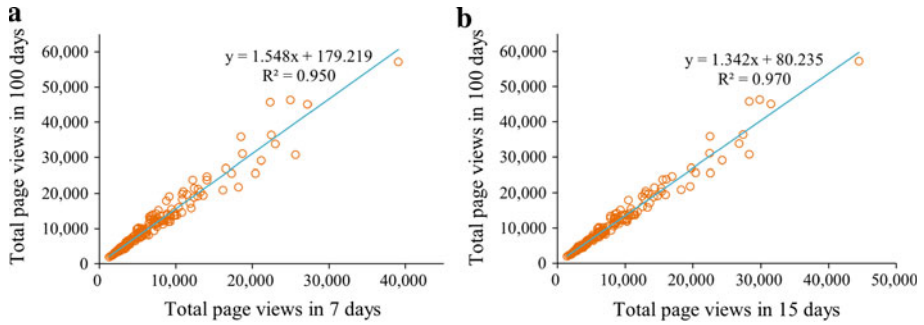 a
60,000
50,000
40,000
30,000
20,000
10,000
0
0
10,000
20,000
30,000
40,000
Total page views in 100 days
Total page views in 7 days
y = 1.548x + 179.219
R² = 0.950
b
60,000
50,000
40,000
30,000
20,000
10,000
0
0
10,000
20,000
30,000
40,000
50,000
Total page views in 100 days
Total page views in 15 days
y = 1.342x + 80.235
R² = 0.970